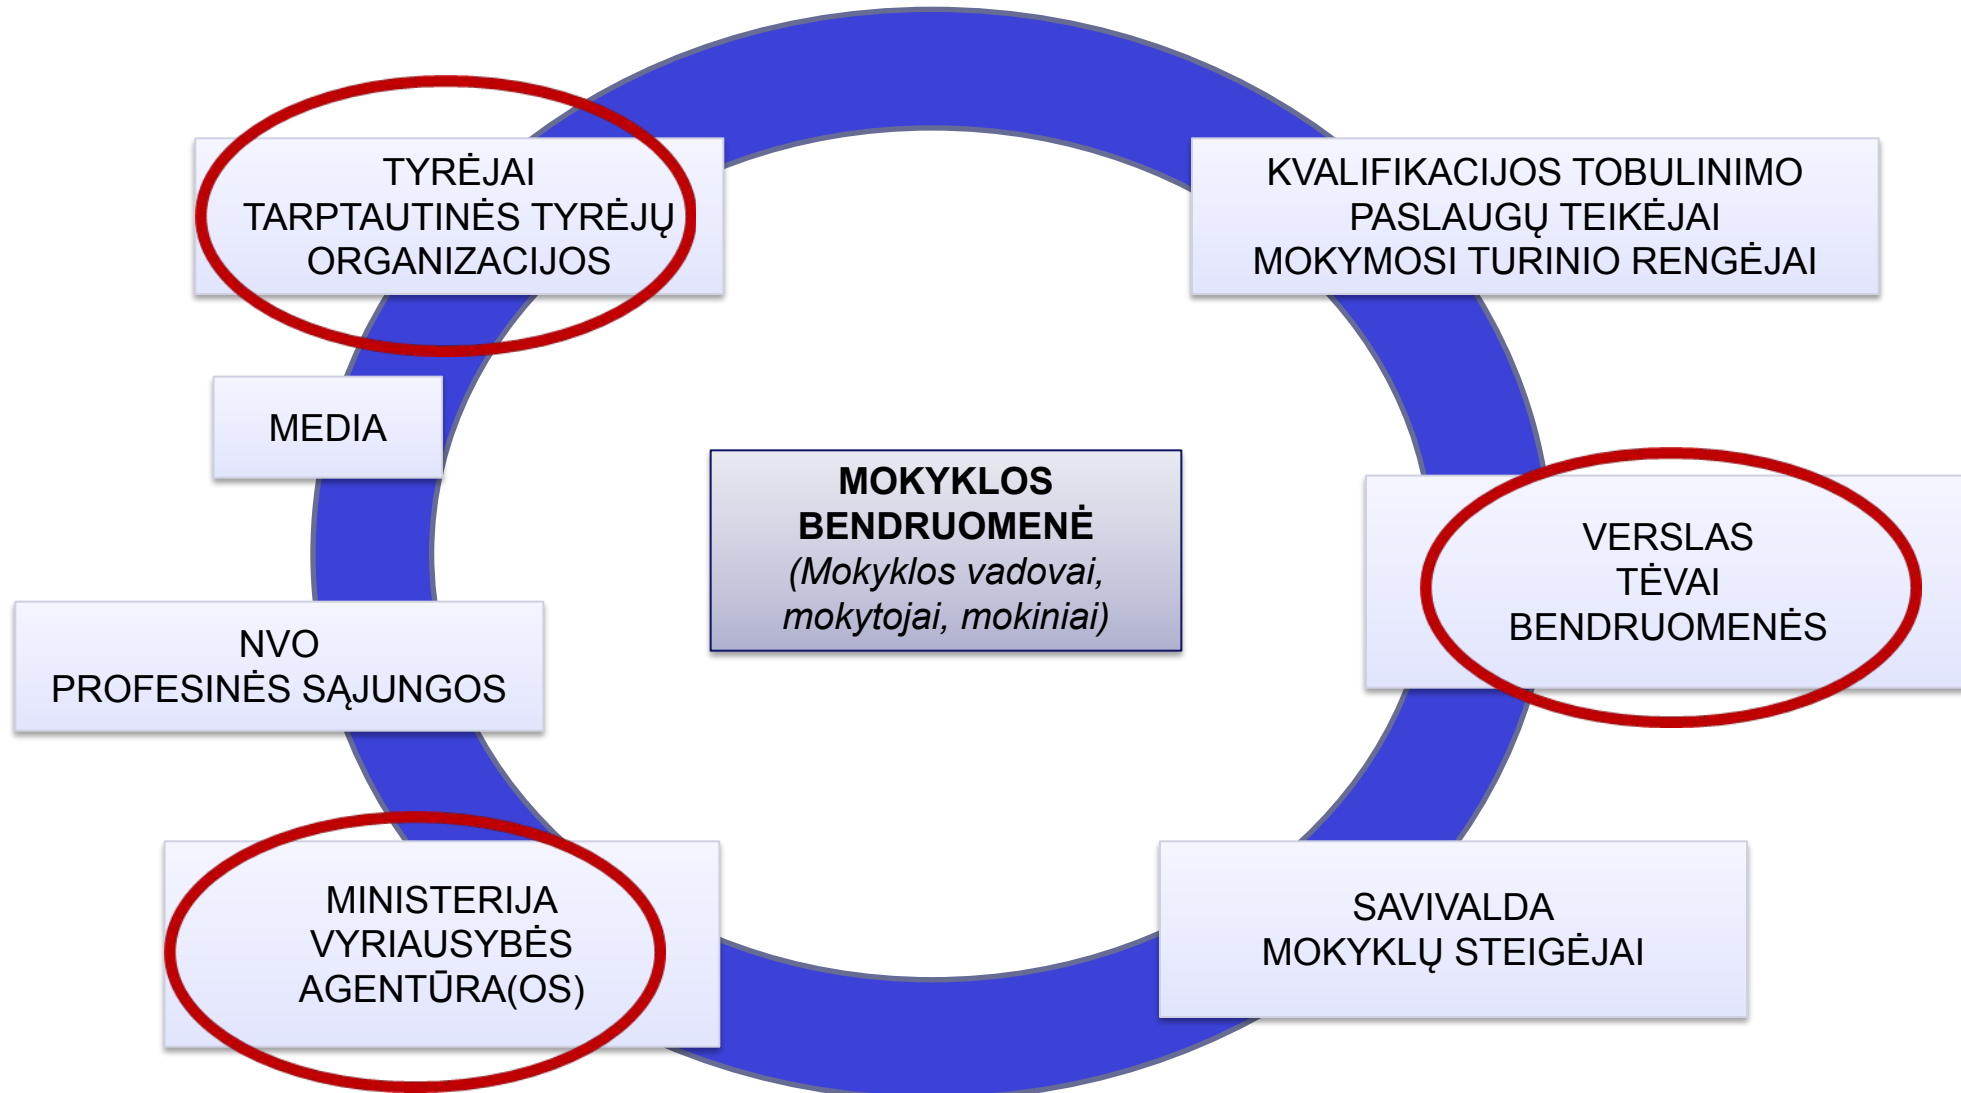 TYRĖJAI
TARPTAUTINĖS TYRĖJŲ
ORGANIZACIJOS
KVALIFIKACIJOS TOBULINIMO
PASLAUGŲ TEIKĖJAI
MOKYMOSI TURINIO RENGĖJAI
MEDIA
MOKYKLOS
BENDRUOMENĖ
(Mokyklos vadovai,
mokytojai, mokiniai)
VERSLAS
TĖVAI
BENDRUOMENĖS
NVO
PROFESINĖS SĄJUNGOS
MINISTERIJA
VYRIAUSYBĖS
AGENTŪRA(OS)
SAVIVALDA
MOKYKLŲ STEIGĖJAI